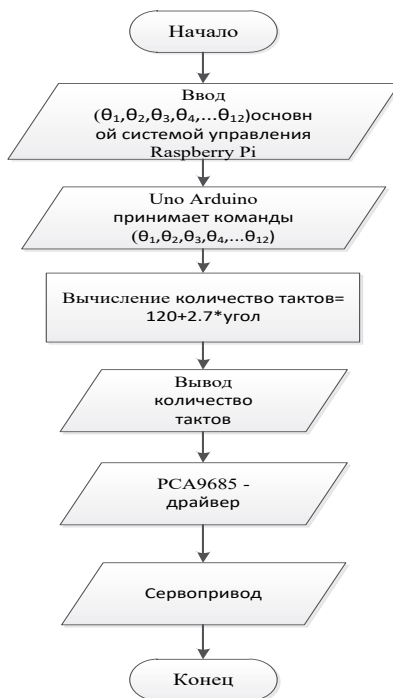 Начало
Ввод
(θ₁,θ₂,θ₃,θ₄,...θ₁₂)основн
ой системой управления
Raspberry Pi
Uno Arduino
принимает команды
(θ₁,θ₂,θ₃,θ₄,...θ₁₂)
Вычисление количество тактов=
120+2.7*угол
Вывод
количество
тактов
PCA9685 -
драйвер
Сервопривод
Конец